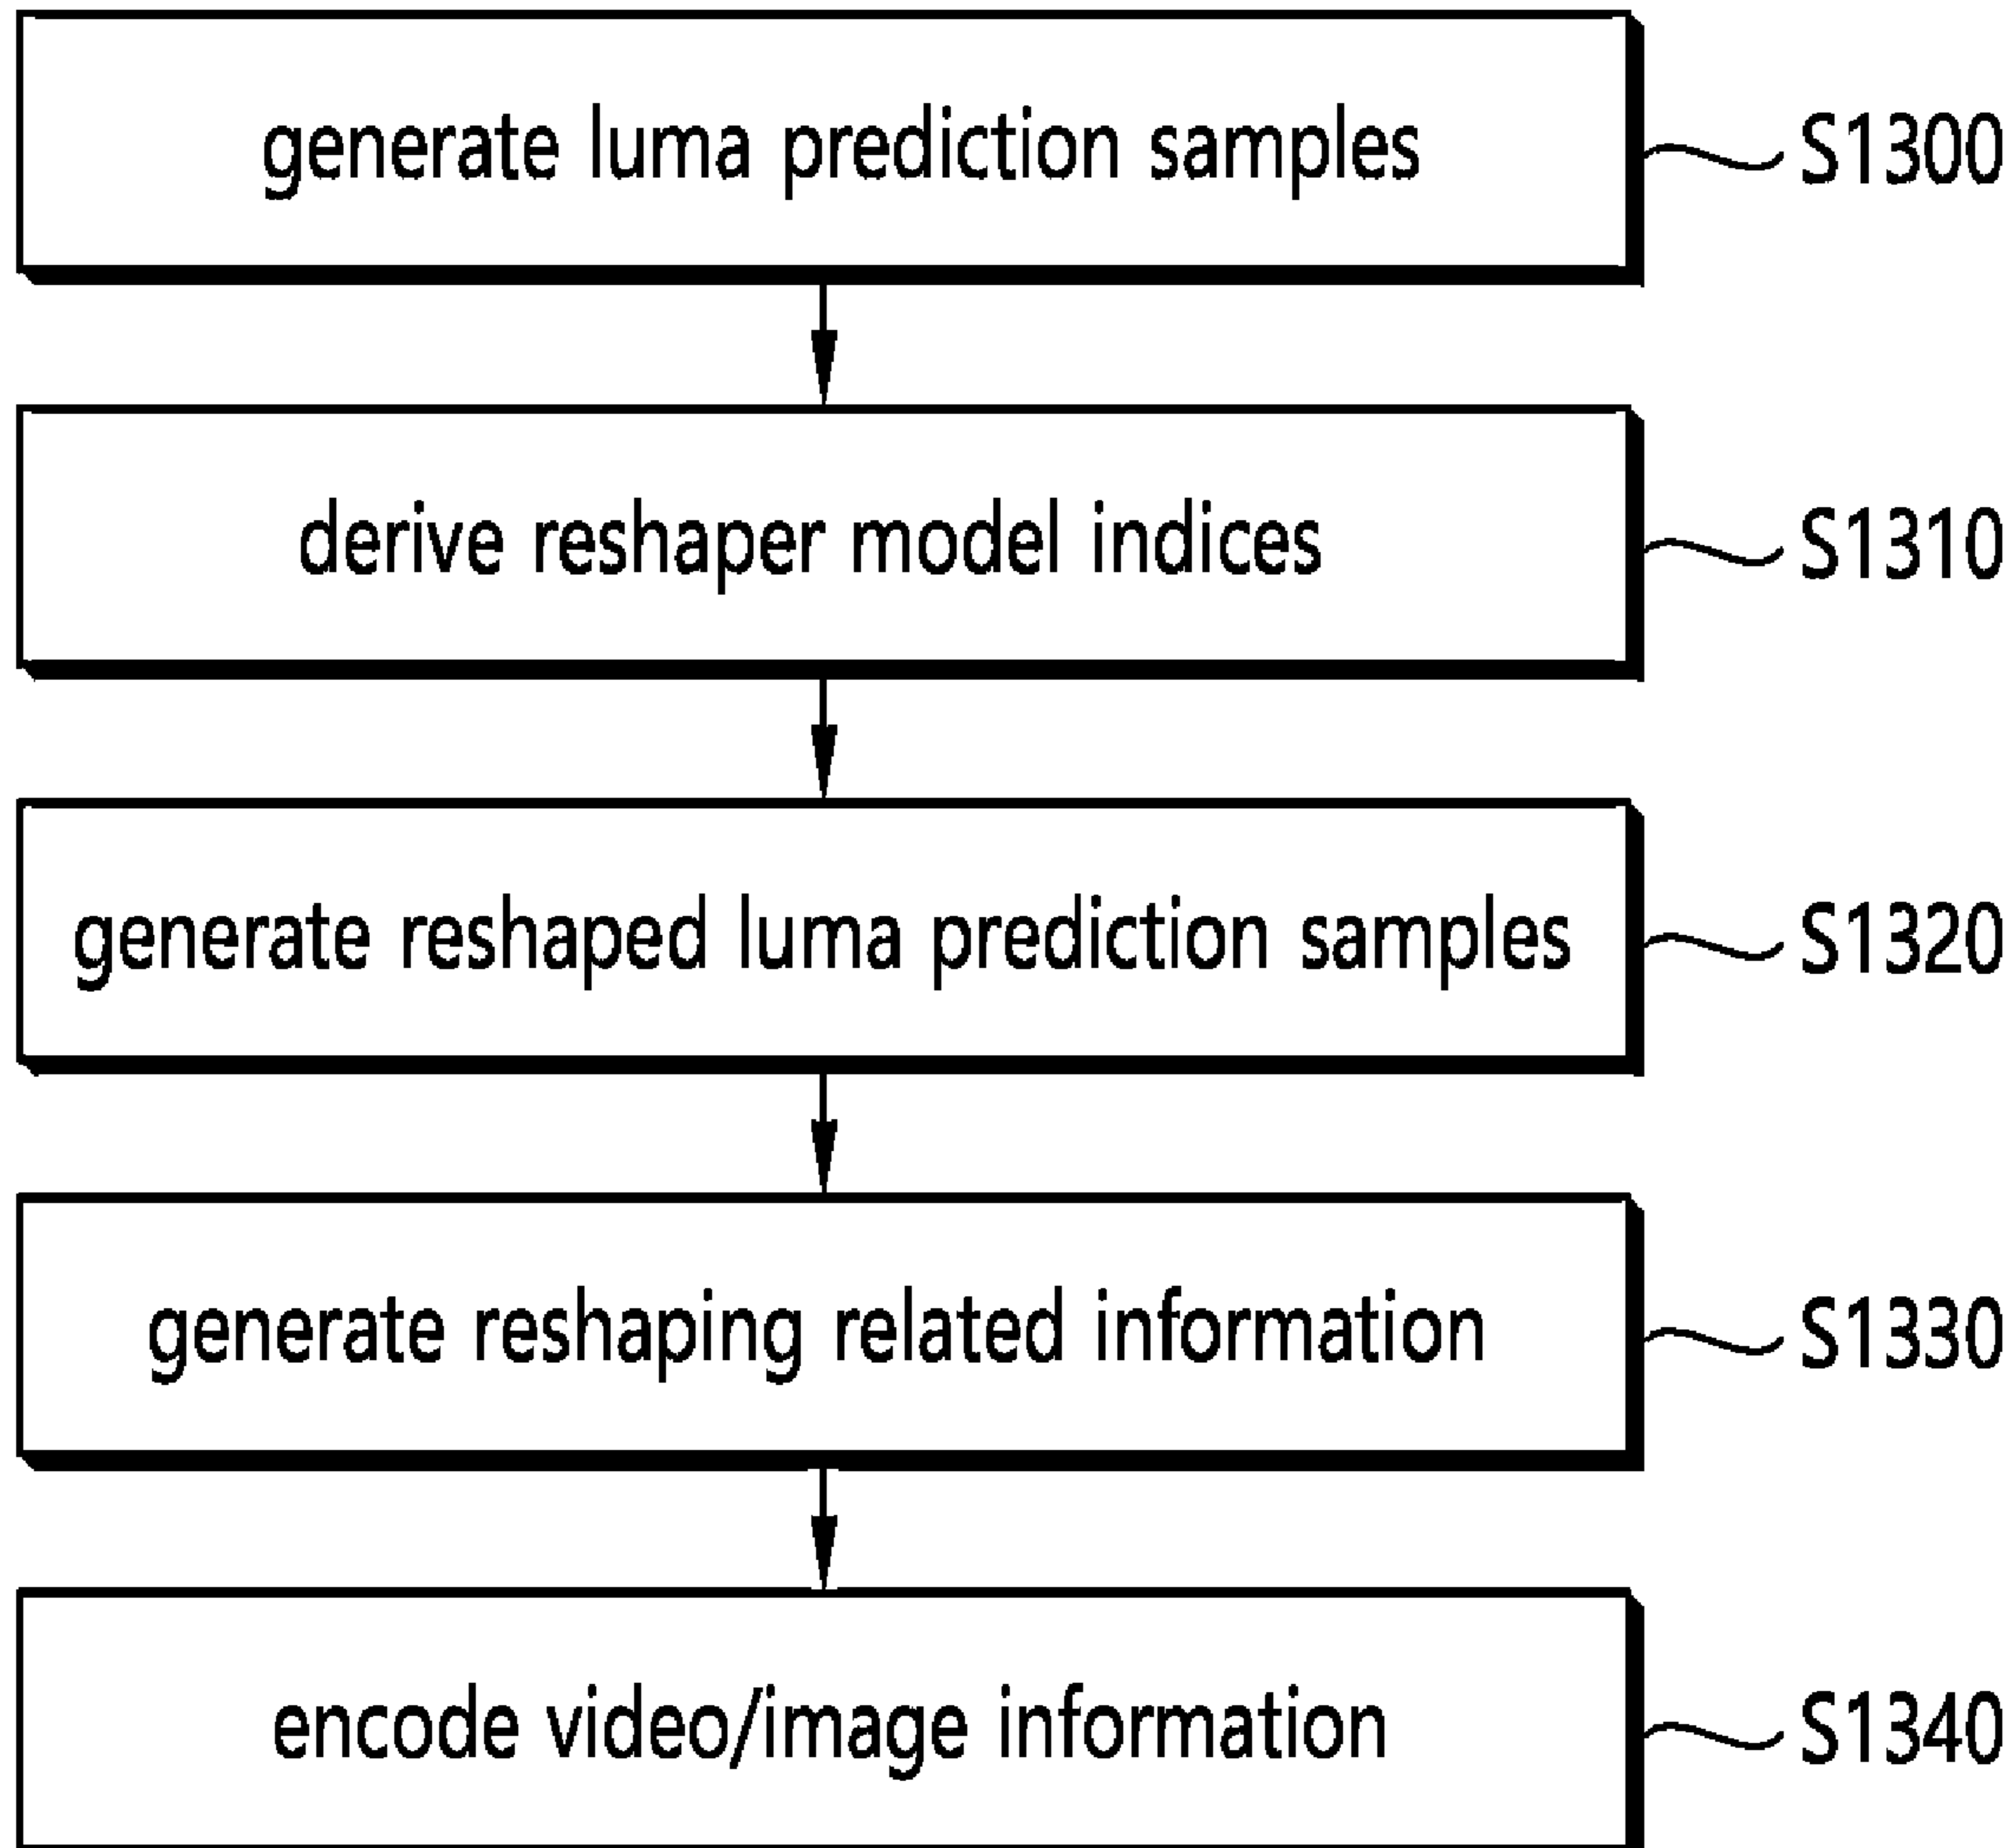 generate luma prediction samples S1300
derive reshaper model indices S1310
generate reshaped luma prediction samples S1320
generate reshaping related information S1330
encode video/image information S1340